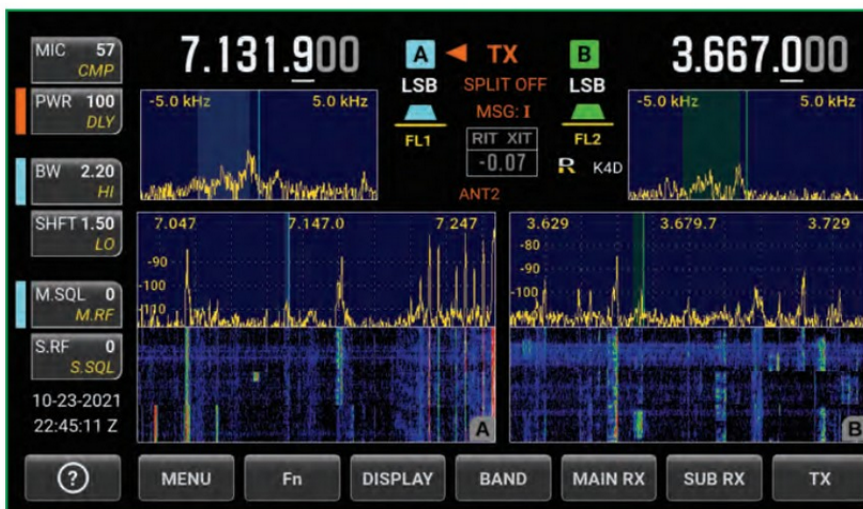 MIC 57
CMP
PWR 100
DLY
BW 2.20
HI
SHFT 1.50
LO
M.SQL 0
M.RF
S.RF 0
S.SQL
10-23-2021
22:45:11 Z
7.131.900
A
TX
B
3.667.000
LSB
SPLIT OFF
LSB
MSG: I
FL1
RIT XIT
-0.07
FL2
R K4D
ANT2
-5.0 kHz 5.0 kHz
-5.0 kHz 5.0 kHz
7.047 7.147.0 7.247
-90
-100
-110
A
3.629 3.679.7 3.729
-80
-90
-100
B
?
MENU
Fn
DISPLAY
BAND
MAIN RX
SUB RX
TX